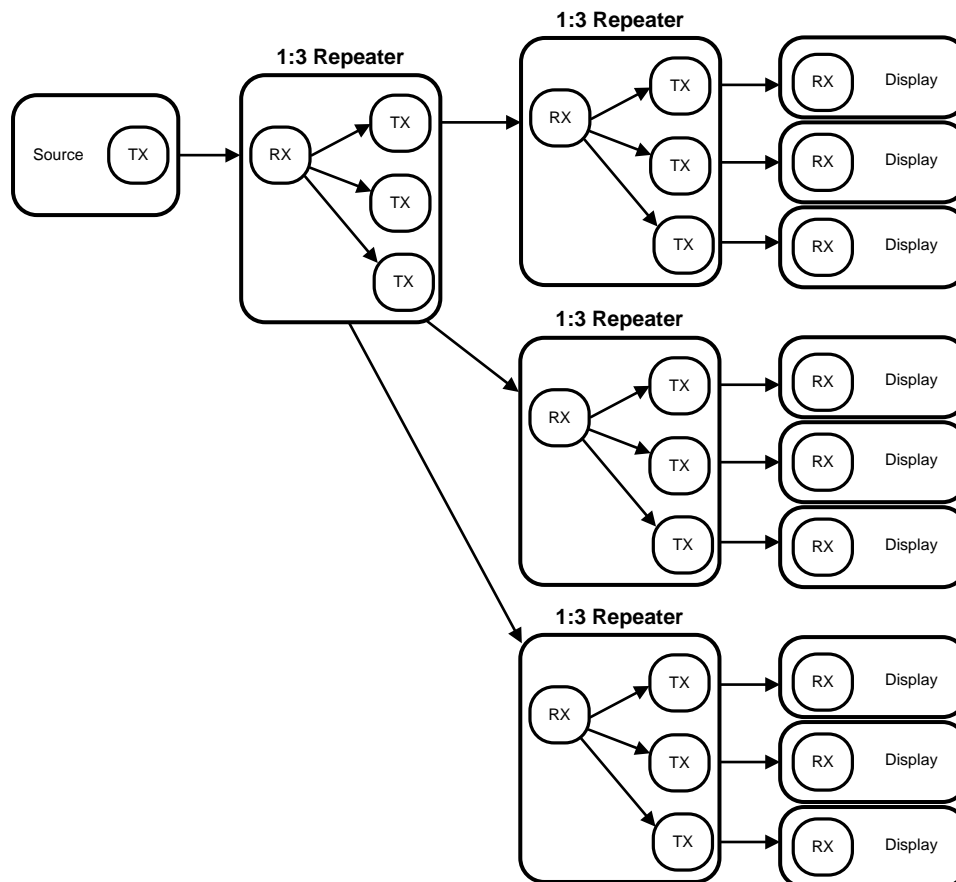 1:3 Repeater
1:3 Repeater
Source
TX
RX
TX
TX
TX
RX
TX
TX
TX
RX
Display
RX
Display
RX
Display
1:3 Repeater
RX
TX
TX
TX
RX
Display
RX
Display
RX
Display
1:3 Repeater
RX
TX
TX
TX
RX
Display
RX
Display
RX
Display